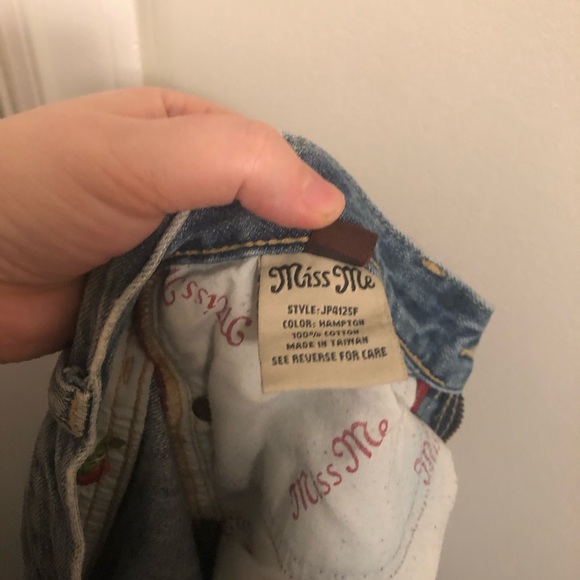 Miss Me
STYLE:JP4125F
COLOR: HAMPTON
100% COTTON
MADE IN TAIWAN
SEE REVERSE FOR CARE
Miss Me
Miss Me